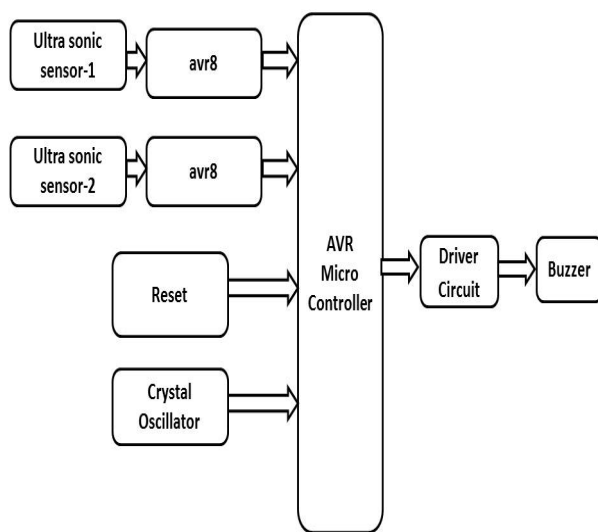 Ultra sonic
sensor-1
avr8
Ultra sonic
sensor-2
avr8
Reset
Crystal
Oscillator
AVR
Micro
Controller
Driver
Circuit
Buzzer